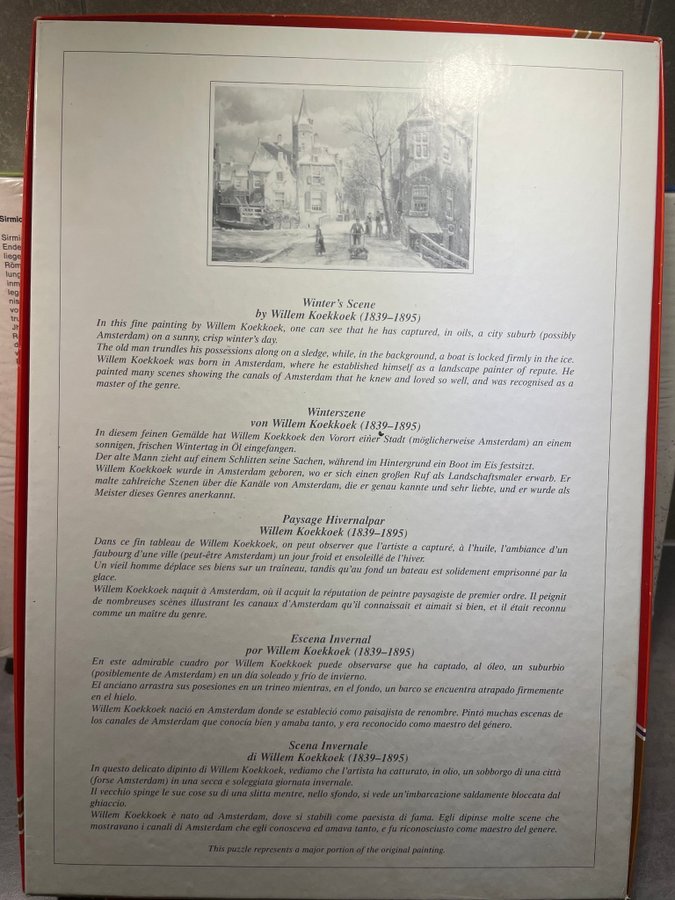 Winter's Scene
by Willem Koekkoek (1839–1895)
In this fine painting by Willem Koekkoek, one can see that he has captured, in oils, a city suburb (possibly
Amsterdam) on a sunny, crisp winter's day.
The old man trundles his possessions along on a sledge, while, in the background, a boat is locked firmly in the ice.
Willem Koekkoek was born in Amsterdam, where he established himself as a landscape painter of repute. He
painted many scenes showing the canals of Amsterdam that he knew and loved so well, and was recognised as a
master of the genre.
Winterszene
von Willem Koekkoek (1839–1895)
In diesem feinen Gemälde hat Willem Koekkoek den Vorort einer Stadt (möglicherweise Amsterdam) an einem
sonnigen, frischen Wintertag in Öl eingefangen.
Der alte Mann zieht auf einem Schlitten seine Sachen, während im Hintergrund ein Boot im Eis festsitzt.
Willem Koekkoek wurde in Amsterdam geboren, wo er sich einen großen Ruf als Landschaftsmaler erwarb. Er
malte zahlreiche Szenen über die Kanäle von Amsterdam, die er genau kannte und sehr liebte, und er wurde als
Meister dieses Genres anerkannt.
Paysage Hivernalpar
Willem Koekkoek (1839–1895)
Dans ce fin tableau de Willem Koekkoek, on peut observer que l'artiste a capturé, à l'huile, l'ambiance d'un
faubourg d'une ville (peut-être Amsterdam) un jour froid et ensoleillé de l'hiver.
Un vieil homme déplace ses biens sur un traîneau, tandis qu'au fond un bateau est solidement emprisonné par la
glace.
Willem Koekkoek naquit à Amsterdam, où il acquit la réputation de peintre paysagiste de premier ordre. Il peignit
de nombreuses scènes illustrant les canaux d'Amsterdam qu'il connaissait et aimait si bien, et il était reconnu
comme un maître du genre.
Escena Invernal
por Willem Koekkoek (1839–1895)
En este admirable cuadro por Willem Koekkoek puede observarse que ha captado, al óleo, un suburbio
(posiblemente de Amsterdam) en un día soleado y frío de invierno.
El anciano arrastra sus posesiones en un trineo mientras, en el fondo, un barco se encuentra atrapado firmemente
en el hielo.
Willem Koekkoek nació en Amsterdam donde se estableció como paisajista de renombre. Pintó muchas escenas de
los canales de Amsterdam que conocía bien y amaba tanto, y era reconocido como maestro del género.
Scena Invernale
di Willem Koekkoek (1839–1895)
In questo delicato dipinto di Willem Koekkoek, vediamo che l'artista ha catturato, in olio, un sobborgo di una città
(forse Amsterdam) in una secca e soleggiata giornata invernale.
Il vecchio spinge le sue cose su di una slitta mentre, nello sfondo, si vede un'imbarcazione saldamente bloccata dal
ghiaccio.
Willem Koekkoek è nato ad Amsterdam, dove si stabilì come paesista di fama. Egli dipinse molte scene che
mostravano i canali di Amsterdam che egli conosceva ed amava tanto, e fu riconosciusto come maestro del genere.
This puzzle represents a major portion of the original painting.